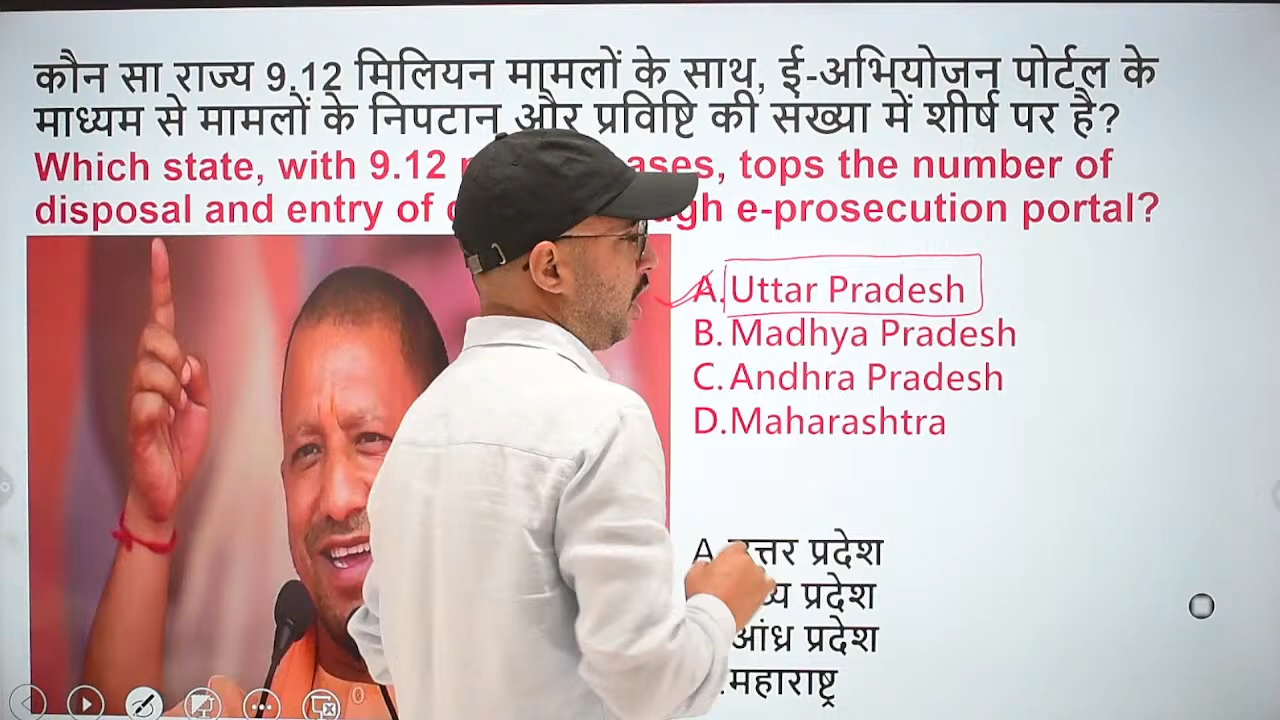 कौन सा राज्य 9.12 मिलियन मामलों के साथ, ई-अभियोजन पोर्टल के
माध्यम से मामलों के निपटान और प्रविष्टि की संख्या में शीर्ष पर है?
Which state, with 9.12 , tops the number of
disposal and entry of e-prosecution portal?
A. Uttar Pradesh
B. Madhya Pradesh
C. Andhra Pradesh
D. Maharashtra
A प्रदेश
प्रदेश
आंध्र प्रदेश
महाराष्ट्र